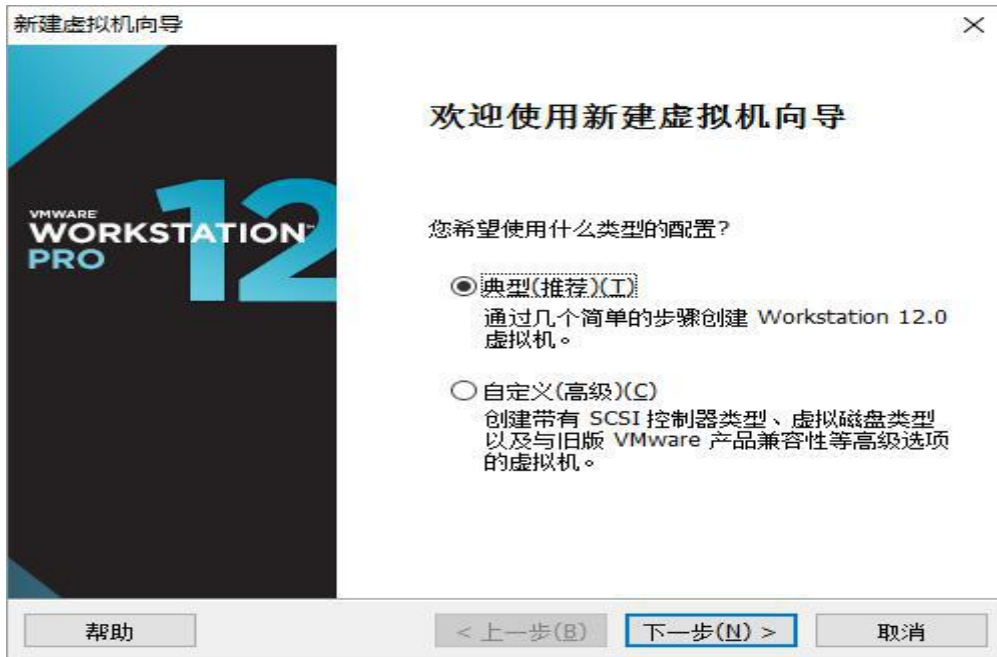 新建虚拟机向导
欢迎使用新建虚拟机向导
VMWARE
WORKSTATION™
PRO
12
您希望使用什么类型的配置?
典型(推荐)(T)
通过几个简单的步骤创建 Workstation 12.0
虚拟机。
自定义(高级)(C)
创建带有 SCSI 控制器类型、虚拟磁盘类型
以及与旧版 VMware 产品兼容性等高级选项
的虚拟机。
帮助
< 上一步(B)
下一步(N) >
取消